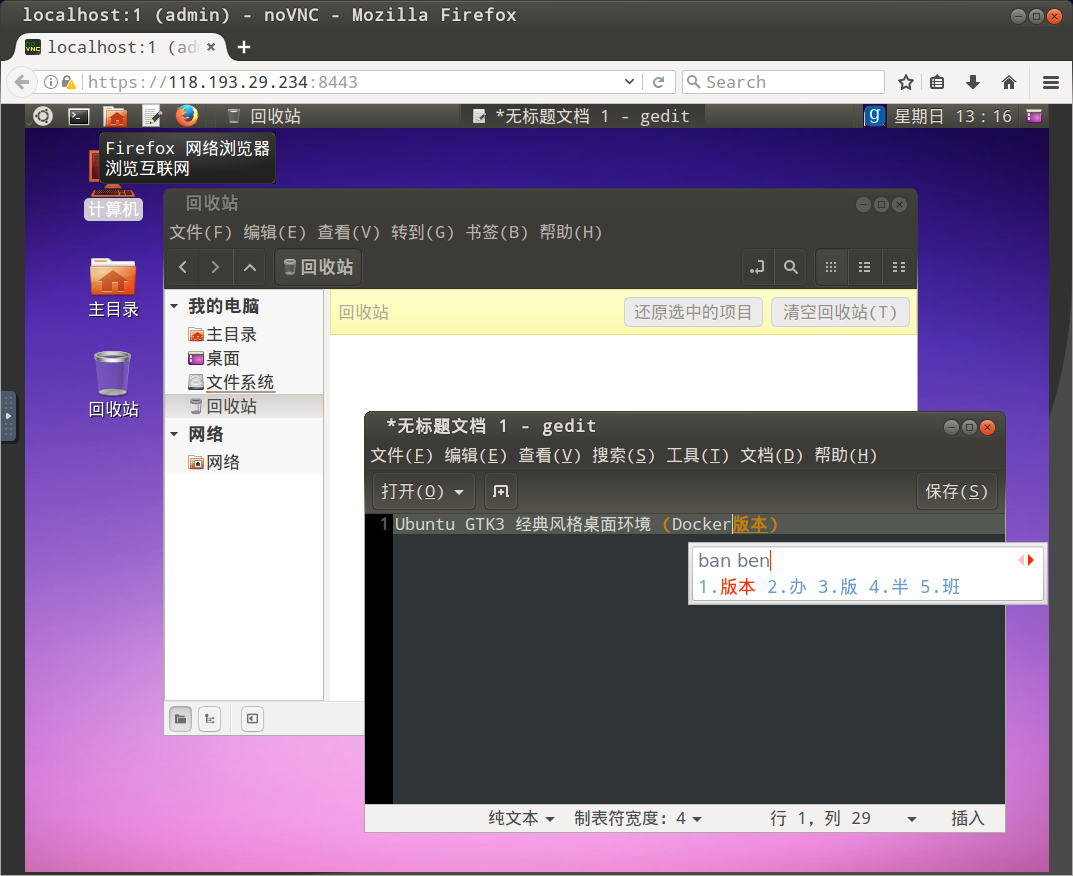 localhost:1 (admin) - noVNC - Mozilla Firefox
localhost:1 (ad
https://118.193.29.234:8443
Search
回收站
*无标题文档 1 - gedit
g
星期日 13 : 16
Firefox 网络浏览器
浏览互联网
计算机
主目录
回收站
回收站
文件(F) 编辑(E) 查看(V) 转到(G) 书签(B) 帮助(H)
回收站
我的电脑
主目录
桌面
文件系统
回收站
网络
网络
回收站
还原选中的项目
清空回收站(T)
*无标题文档 1 - gedit
文件(F) 编辑(E) 查看(V) 搜索(S) 工具(T) 文档(D) 帮助(H)
打开(O)
保存(S)
1
Ubuntu GTK3 经典风格桌面环境（Docker版本）
ban ben
1.版本 2.办 3.版 4.半 5.班
纯文本
制表符宽度: 4
行 1, 列 29
插入